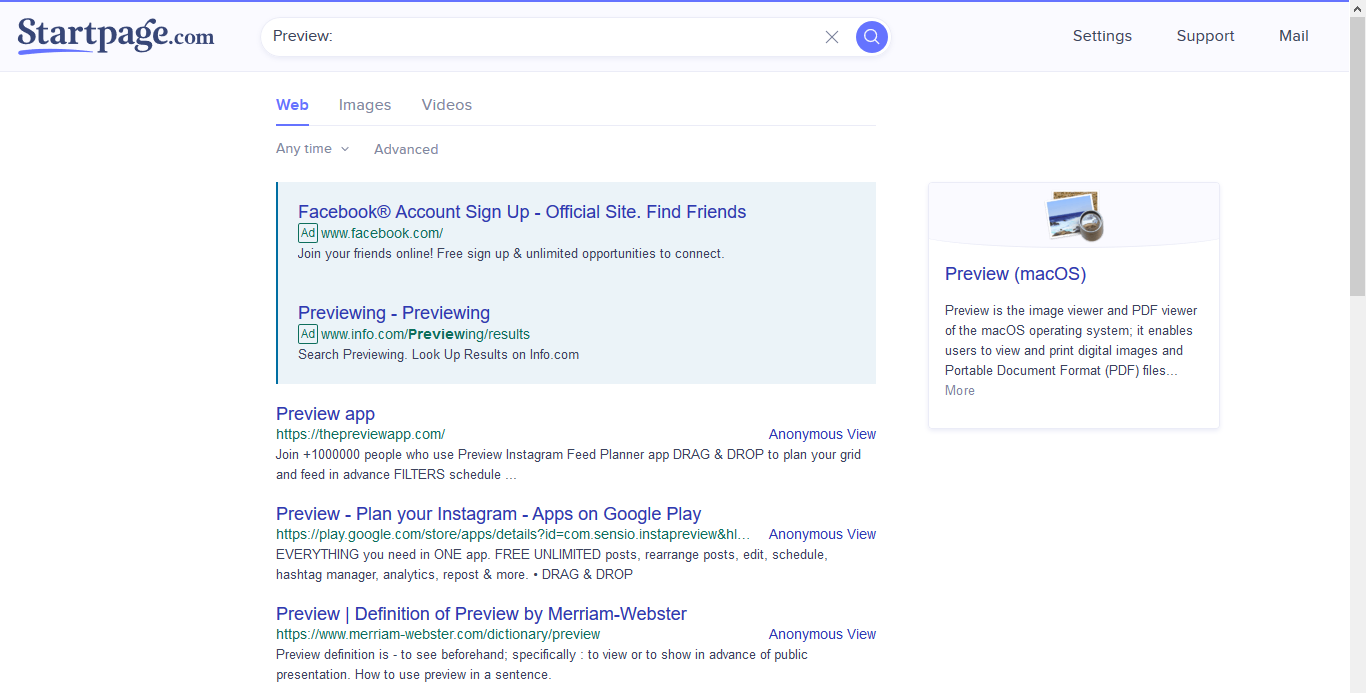 Startpage.com
Preview:
Settings Support Mail
Web Images Videos
Any time Advanced
Facebook® Account Sign Up - Official Site. Find Friends
Ad www.facebook.com/
Join your friends online! Free sign up & unlimited opportunities to connect.
Previewing - Previewing
Ad www.info.com/Previewing/results
Search Previewing. Look Up Results on Info.com
Preview app
https://thepreviewapp.com/ Anonymous View
Join +1000000 people who use Preview Instagram Feed Planner app DRAG & DROP to plan your grid
and feed in advance FILTERS schedule ...
Preview - Plan your Instagram - Apps on Google Play
https://play.google.com/store/apps/details?id=com.sensio.instapreview&hl... Anonymous View
EVERYTHING you need in ONE app. FREE UNLIMITED posts, rearrange posts, edit, schedule,
hashtag manager, analytics, repost & more. • DRAG & DROP
Preview | Definition of Preview by Merriam-Webster
https://www.merriam-webster.com/dictionary/preview Anonymous View
Preview definition is - to see beforehand; specifically : to view or to show in advance of public
presentation. How to use preview in a sentence.
Preview (macOS)
Preview is the image viewer and PDF viewer
of the macOS operating system; it enables
users to view and print digital images and
Portable Document Format (PDF) files...
More